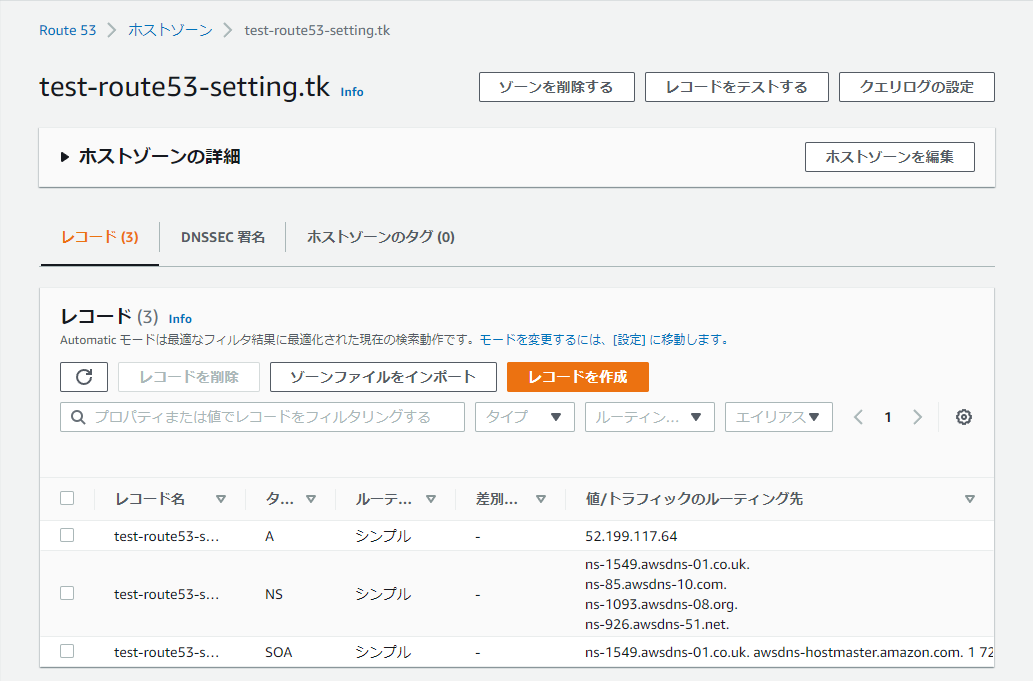 Route 53 > ホストゾーン > test-route53-setting.tk
test-route53-setting.tk Info ゾーンを削除する レコードをテストする クエリログの設定
ホストゾーンの詳細 ホストゾーンを編集
レコード (3) DNSSEC 署名 ホストゾーンのタグ (0)
レコード (3) Info
Automatic モードは最適なフィルタ結果に最適化された現在の検索動作です。モードを変更するには、[設定] に移動します。
レコードを削除 ゾーンファイルをインポート レコードを作成
プロパティまたは値でレコードをフィルタリングする タイプ ルーティン... エイリアス 1
レコード名 タ... ルーテ... 差別... 値/トラフィックのルーティング先
test-route53-s... A シンプル - 52.199.117.64
ns-1549.awsdns-01.co.uk.
ns-85.awsdns-10.com.
test-route53-s... NS シンプル -
ns-1093.awsdns-08.org.
ns-926.awsdns-51.net.
test-route53-s... SOA シンプル - ns-1549.awsdns-01.co.uk. awsdns-hostmaster.amazon.com. 1 72